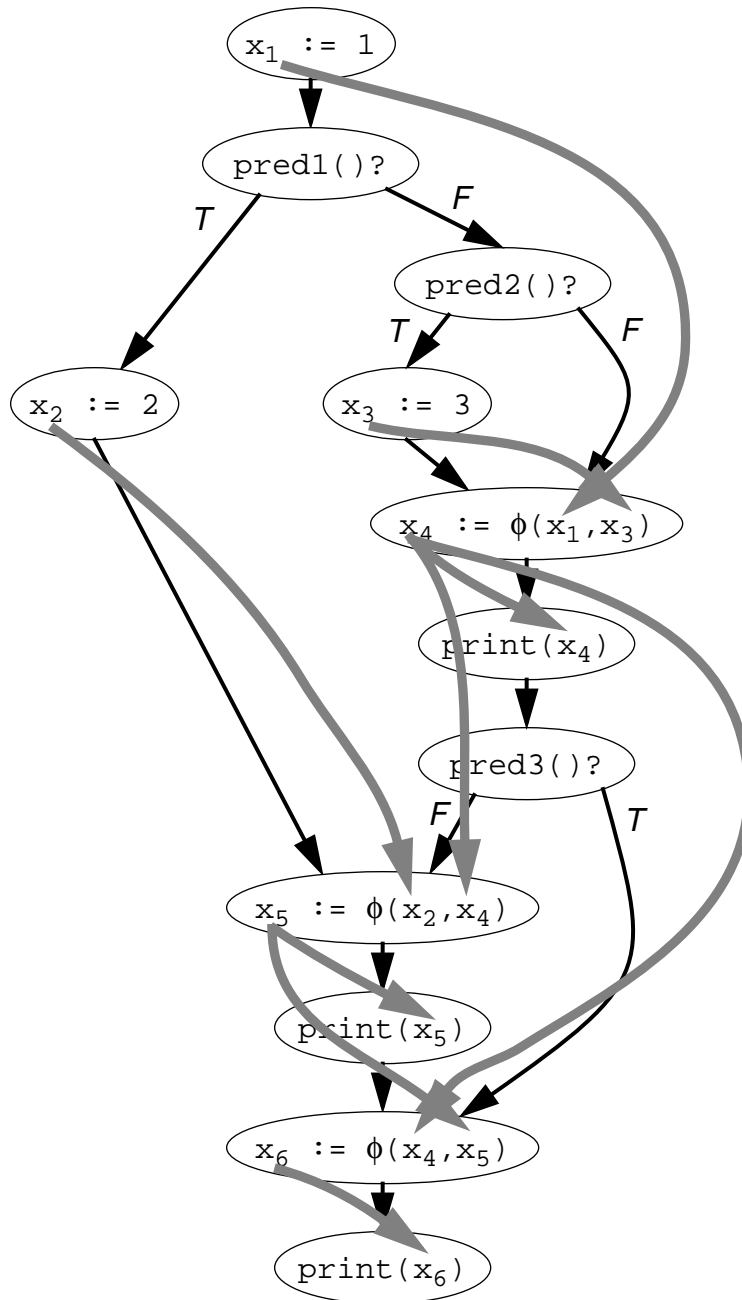 x₁ := 1
pred1()?
T
F
pred2()?
T
F
x₂ := 2
x₃ := 3
x₄ := ϕ(x₁,x₃)
print(x₄)
pred3()?
F
T
x₅ := ϕ(x₂,x₄)
print(x₅)
x₆ := ϕ(x₄,x₅)
print(x₆)